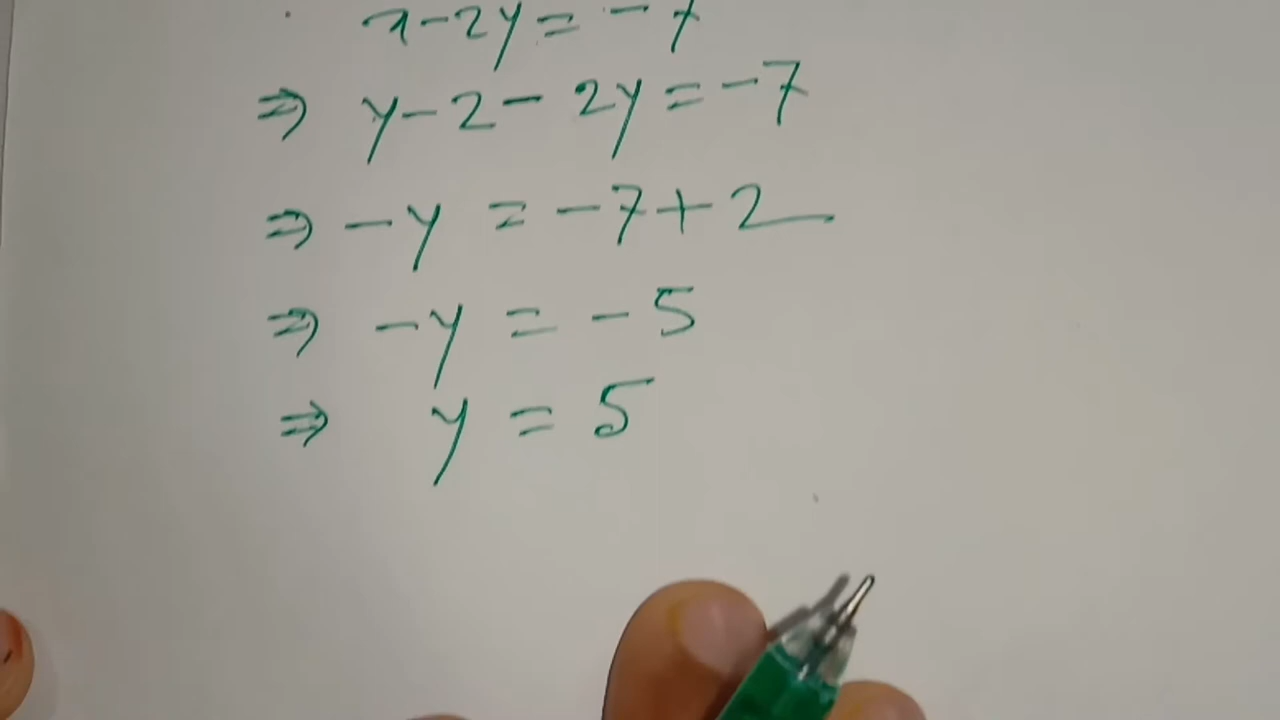 x-2y=-7
⇒ y-2-2y=-7
⇒ -y=-7+2
⇒ -y=-5
⇒ y=5